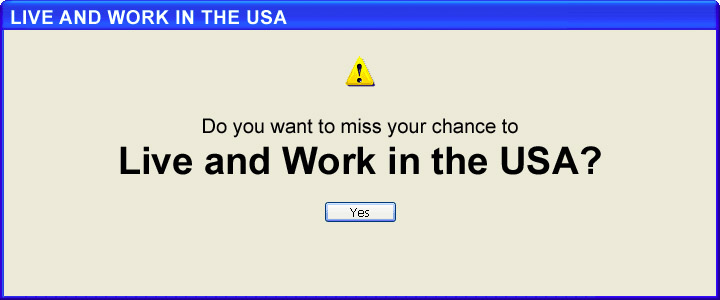 LIVE AND WORK IN THE USA
Do you want to miss your chance to
Live and Work in the USA?
Yes